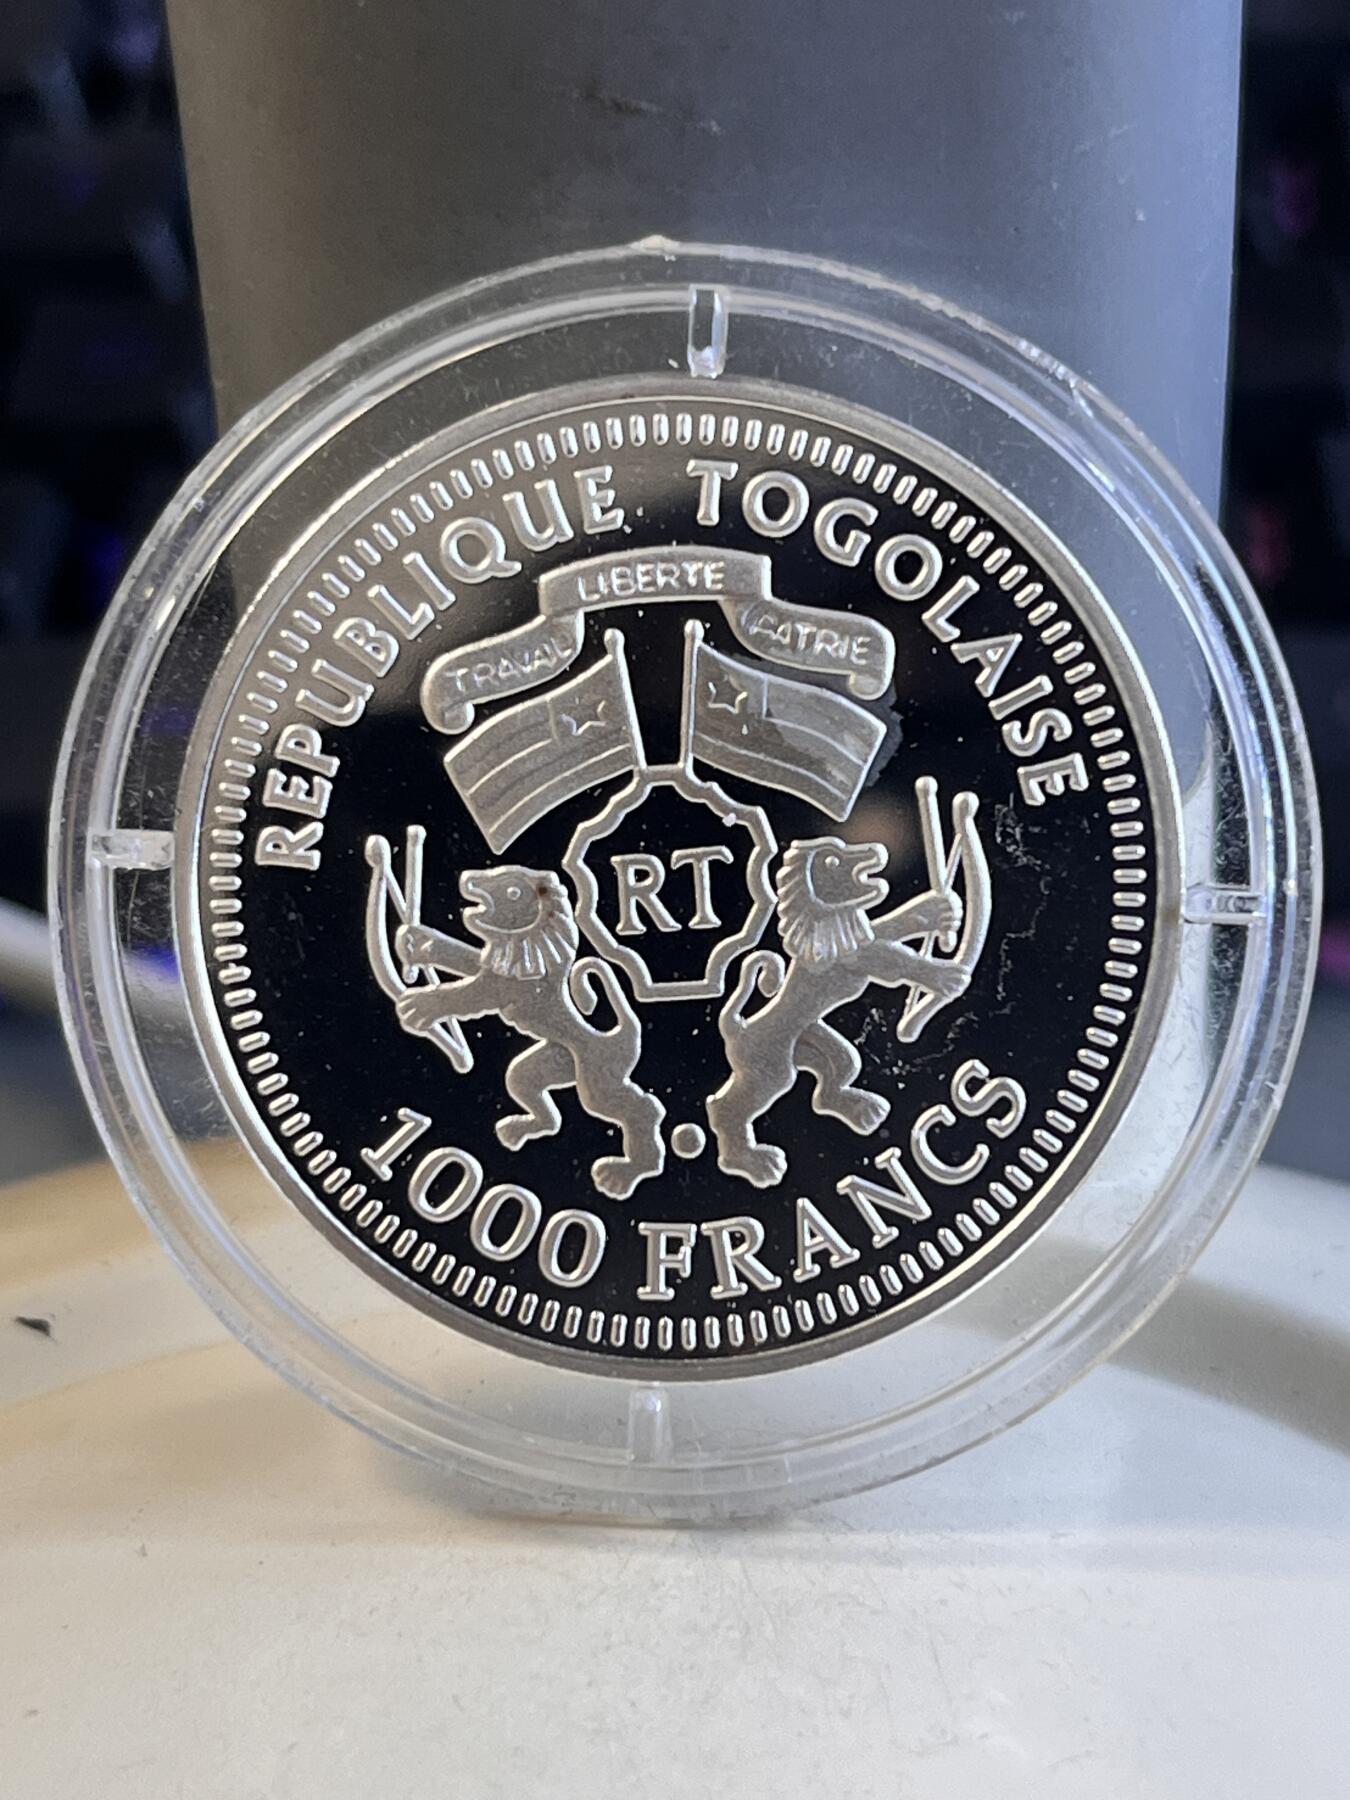 REPUBLIQUE TOGOLAISE
TRAVAIL LIBERTE PATRIE
RT
1000 FRANCS